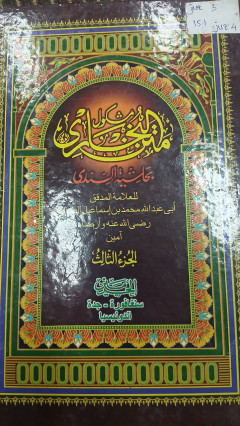 متن
مشكول
البخاري
بحاشية السندي
للعلامة المدقق
أبي عبد الله محمد بن إسماعيل
رضي الله عنه وأرضاه
آمين
الجزء الثالث
سنقافورة - جدة
اندونيسيا